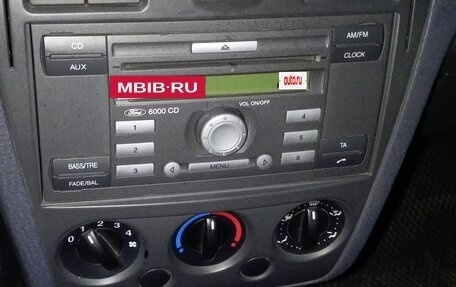 CD
AM/FM
AUX
CLOCK
MBIB·RU
auto.ru
Ford 6000 CD
VOL ON/OFF
1
4
2
5
3
6
TA
BASS/TRE
FADE/BAL
MENU
0 1 2 3 4